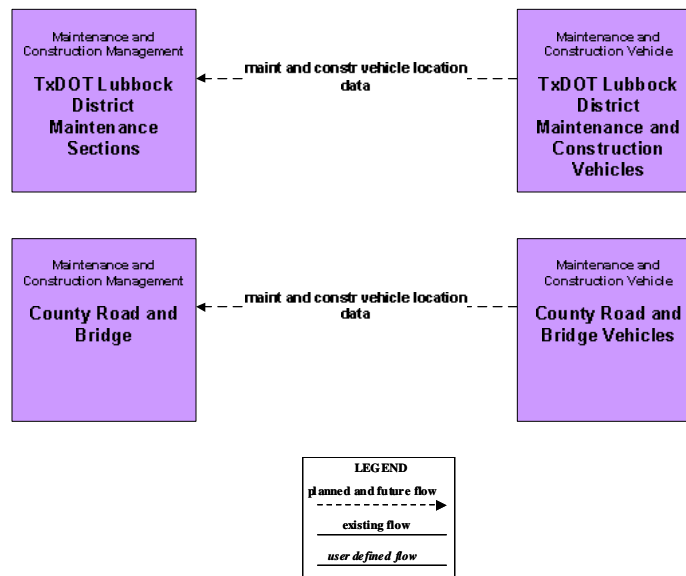 Maintenance and
Construction Management
TxDOT Lubbock
District
Maintenance
Sections
maint and constr vehicle location
data
Maintenance and
Construction Vehicle
TxDOT Lubbock
District
Maintenance and
Construction
Vehicles
Maintenance and
Construction Management
County Road and
Bridge
maint and constr vehicle location
data
Maintenance and
Construction Vehicle
County Road and
Bridge Vehicles
LEGEND
planned and future flow
existing flow
user defined flow